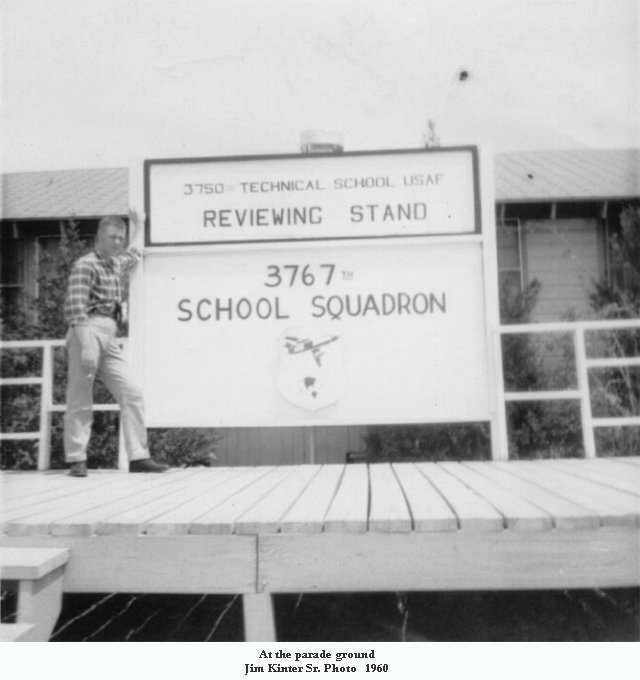 3750TH TECHNICAL SCHOOL USAF
REVIEWING STAND
3767TH
SCHOOL SQUADRON
At the parade ground
Jim Kinter Sr. Photo 1960